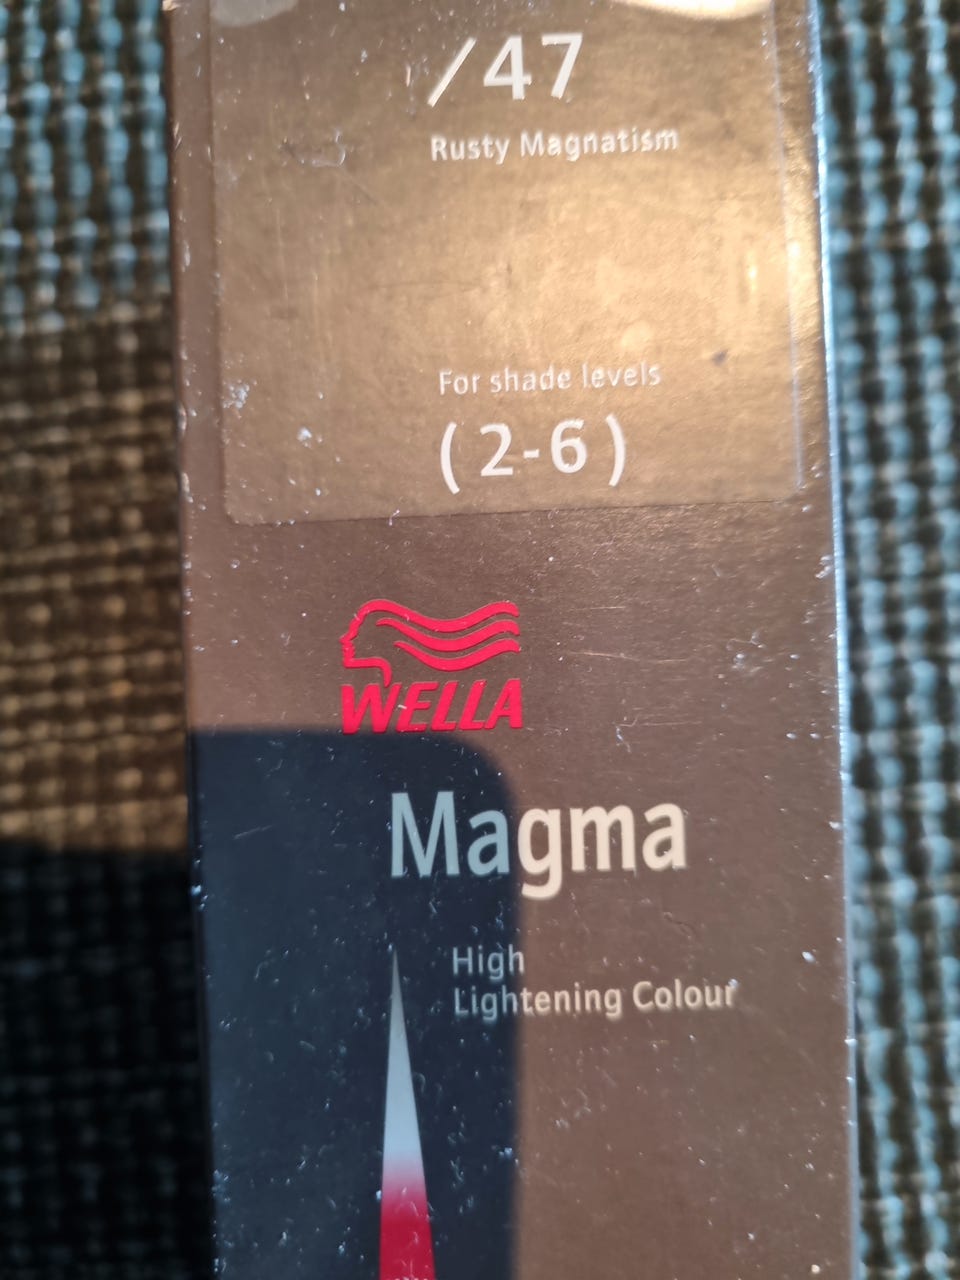 /47
Rusty Magnatism
For shade levels
(2-6)
WELLA
Magma
High
Lightening Colour